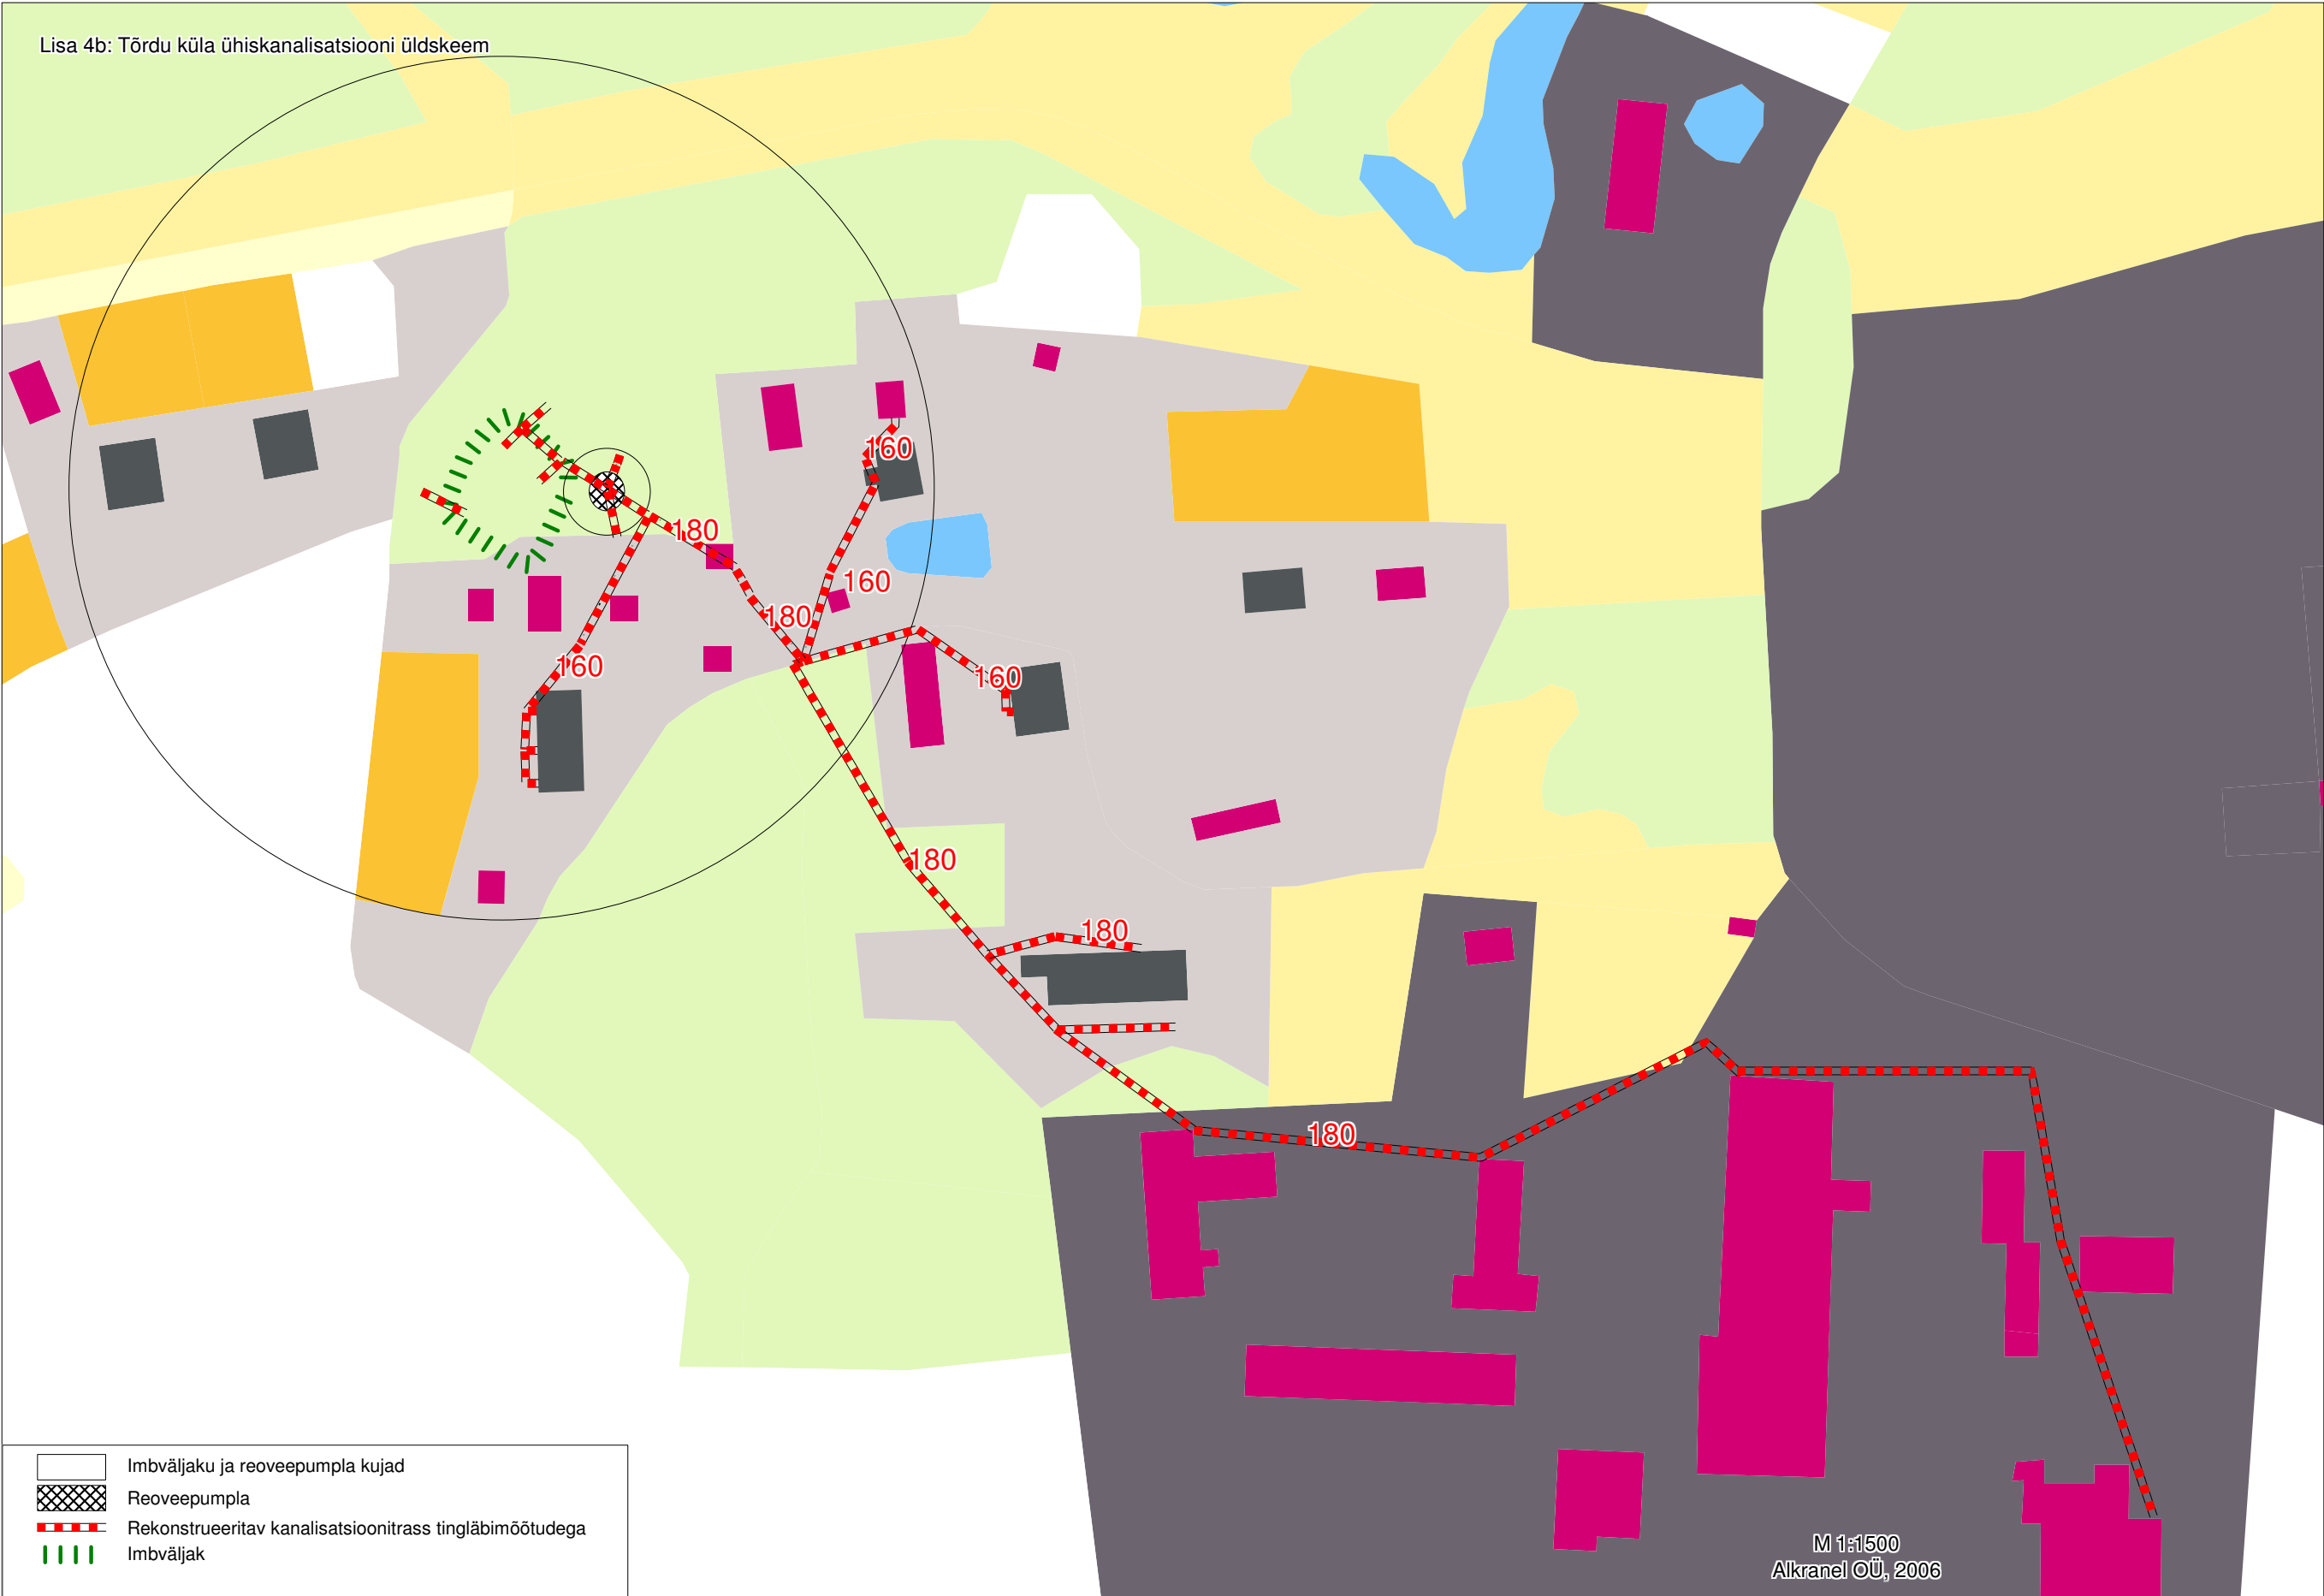 Lisa 4b: Tõrdu küla ühiskanalisatsiooni üldskeem
160
180
160
180
160
160
180
180
180
Imbväljaku ja reoveepumpla kujad
Reoveepumpla
Rekonstrueeritav kanalisatsioonitrass tingläbimõõtudega
Imbväljak
M 1:1500
Alkranel OÜ, 2006